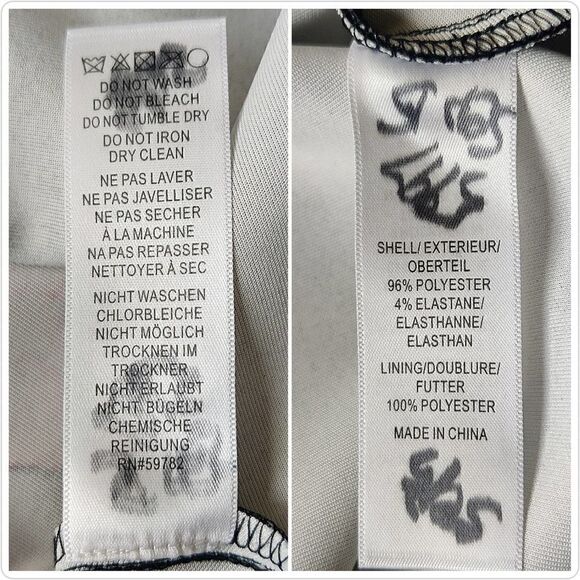 DO NOT WASH
DO NOT BLEACH
DO NOT TUMBLE DRY
DO NOT IRON
DRY CLEAN
NE PAS LAVER
NE PAS JAVELLISER
NE PAS SECHER
À LA MACHINE
NA PAS REPASSER
NETTOYER À SEC
NICHT WASCHEN
CHLORBLEICHE
NICHT MÖGLICH
TROCKNEN IM
TROCKNER
NICHT ERLAUBT
NICHT BÜGELN
CHEMISCHE
REINIGUNG
RN#59782
SHELL/ EXTERIEUR/
OBERTEIL
96% POLYESTER
4% ELASTANE/
ELASTHANNE/
ELASTHAN
LINING/DOUBLURE/
FUTTER
100% POLYESTER
MADE IN CHINA